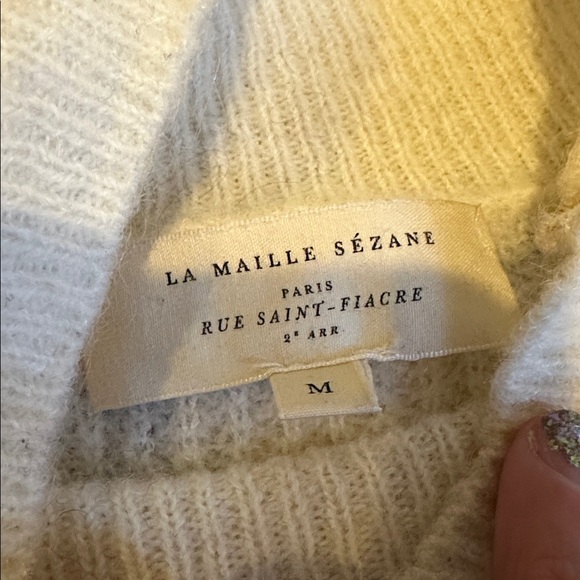 LA MAILLE SÉZANE
PARIS
RUE SAINT-FIACRE
2E ARR
M